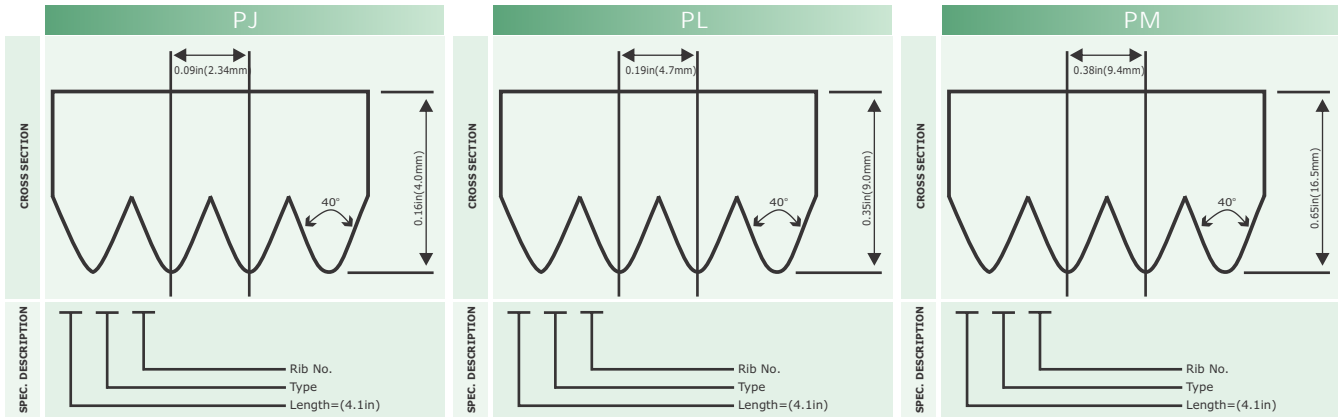 PJ
CROSS SECTION
0.09in(2.34mm)
0.16in(4.0mm)
40°
SPEC. DESCRIPTION
Rib No.
Type
Length=(4.1in)
PL
CROSS SECTION
0.19in(4.7mm)
0.35in(9.0mm)
40°
SPEC. DESCRIPTION
Rib No.
Type
Length=(4.1in)
PM
CROSS SECTION
0.38in(9.4mm)
0.65in(16.5mm)
40°
SPEC. DESCRIPTION
Rib No.
Type
Length=(4.1in)